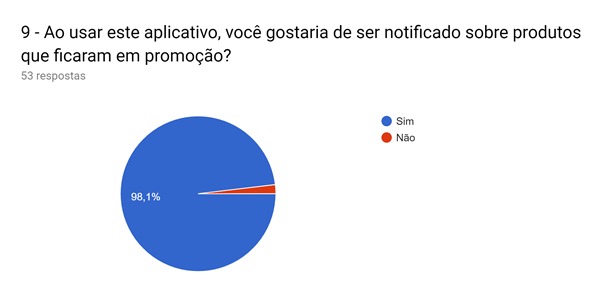 9 - Ao usar este aplicativo, você gostaria de ser notificado sobre produtos
que ficaram em promoção?
53 respostas
Sim
Não
98,1%